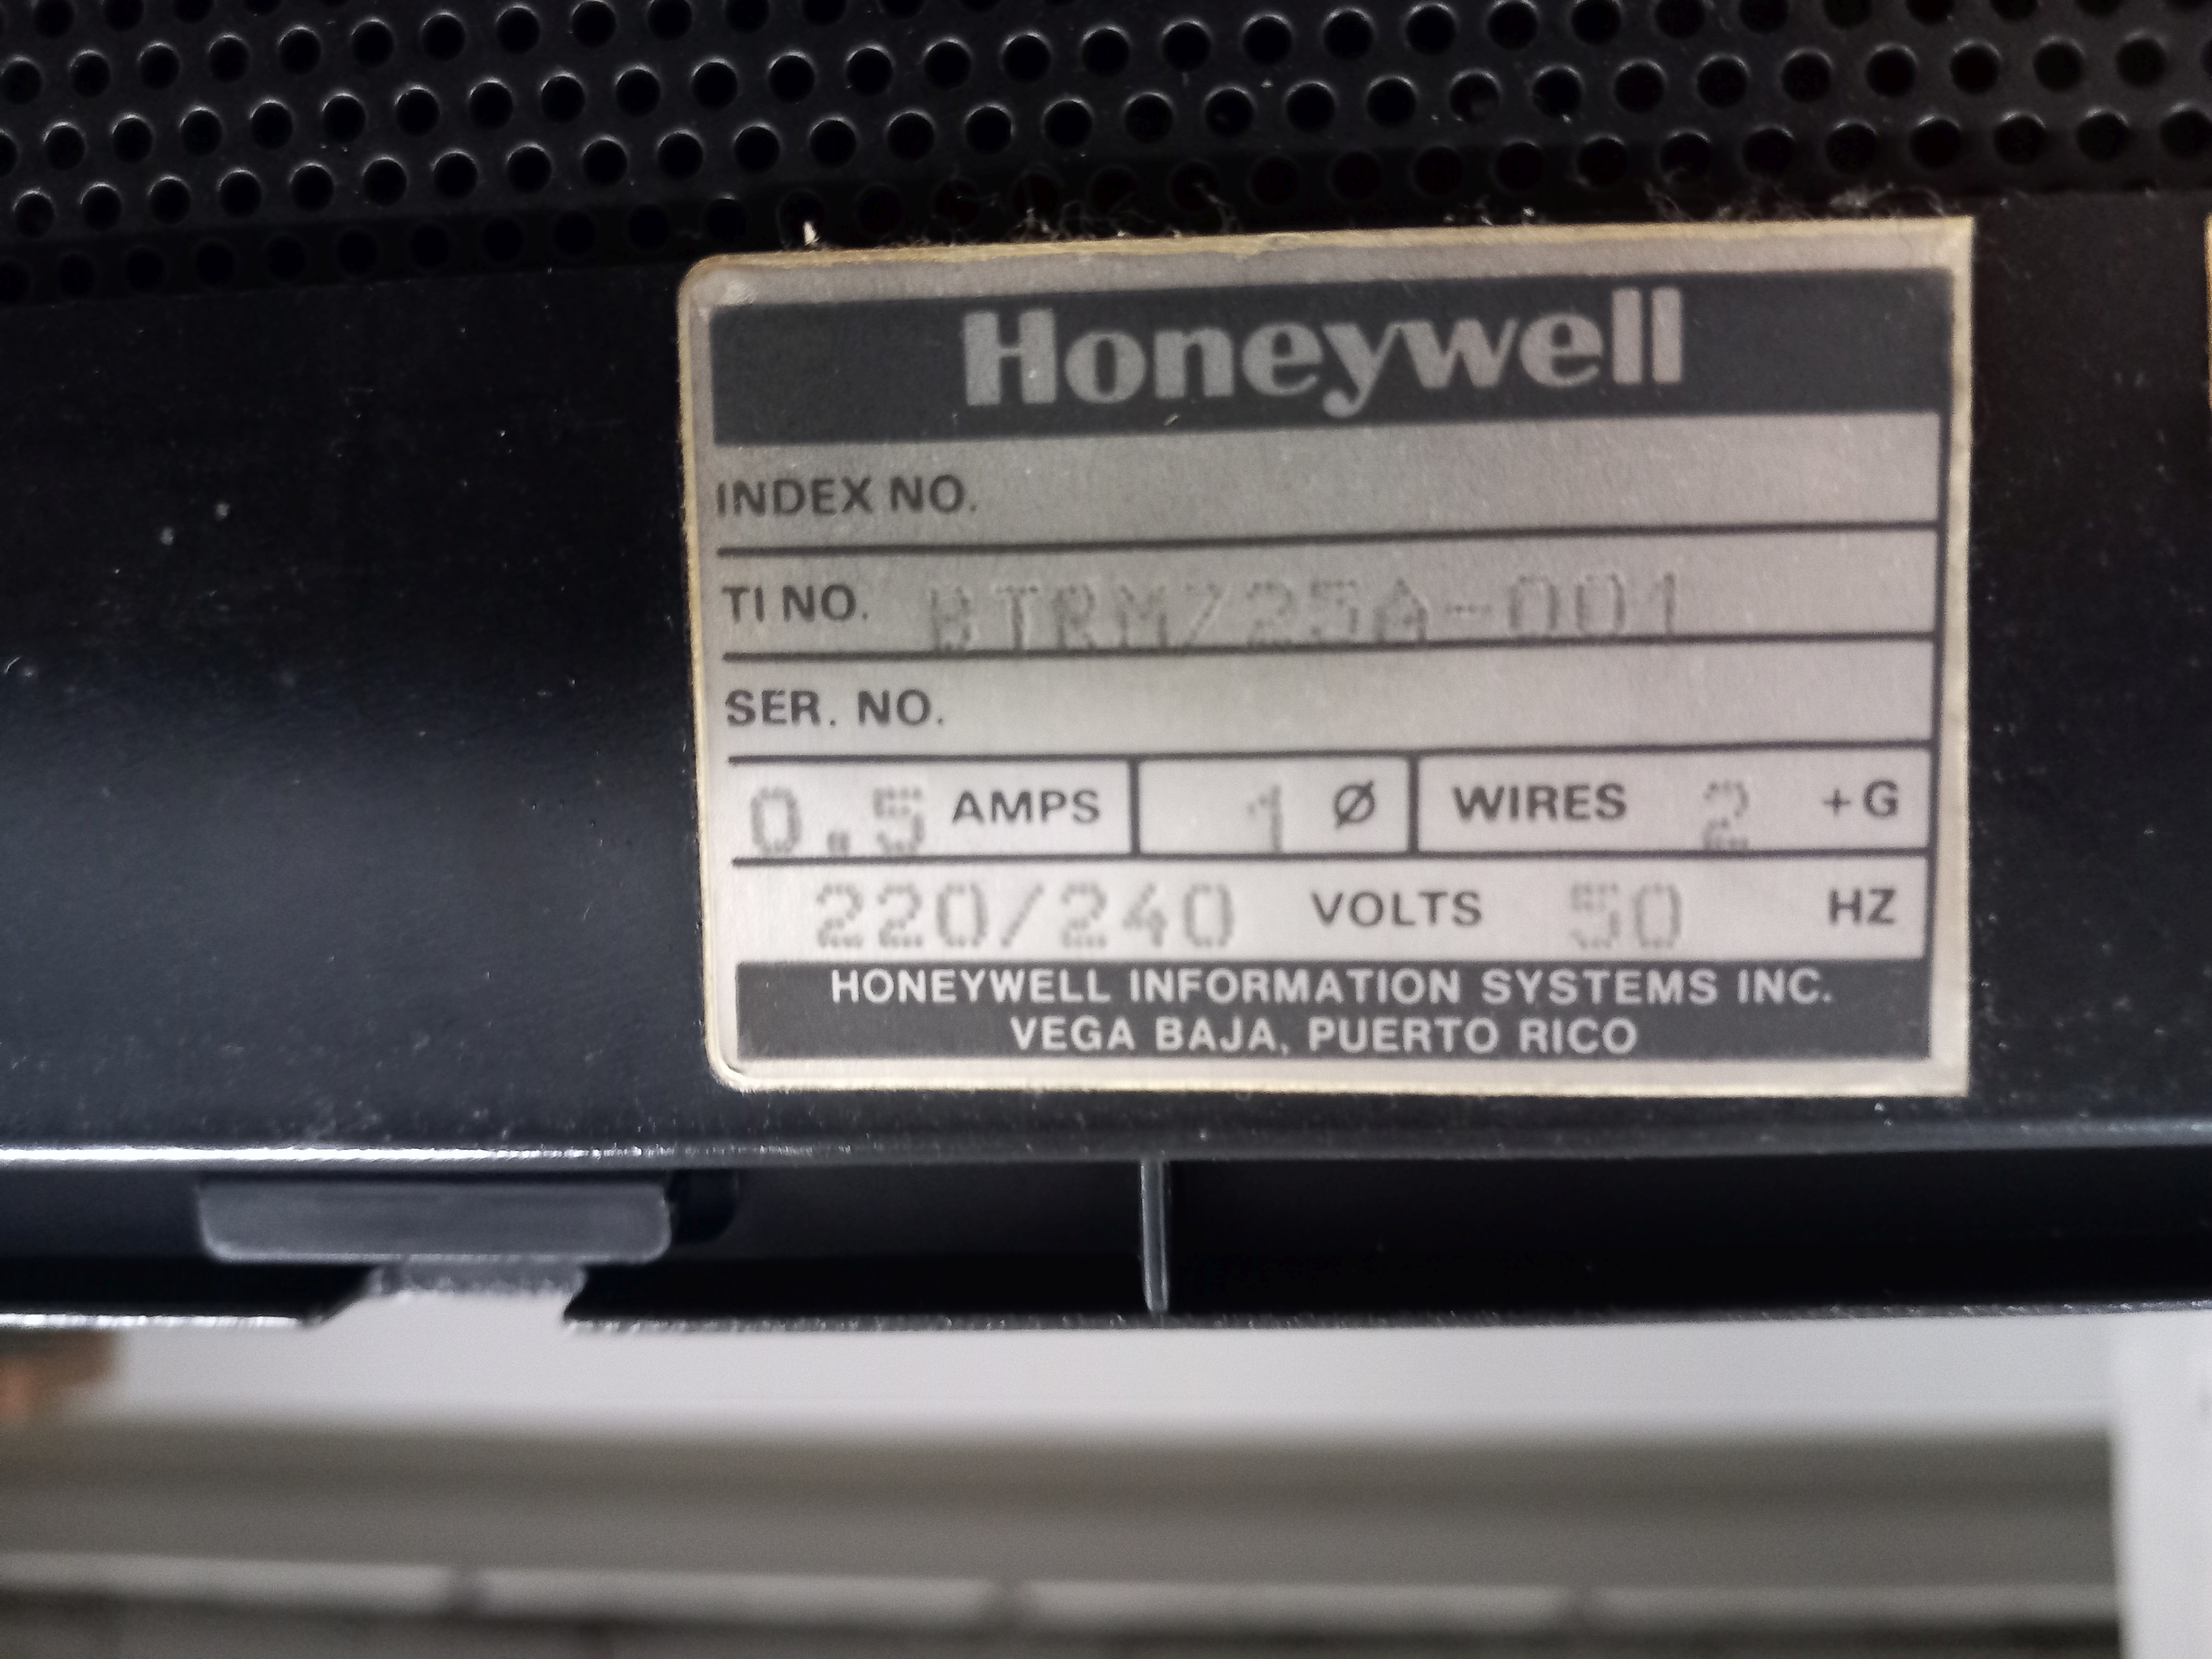 Honeywell
INDEX NO.
TI NO. BTRMZ25A-001
SER. NO.
0.5 AMPS 1 Ø WIRES 2 +G
220/240 VOLTS 50 HZ
HONEYWELL INFORMATION SYSTEMS INC.
VEGA BAJA, PUERTO RICO